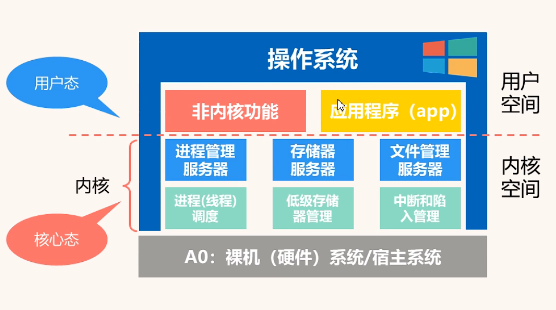 操作系统
用户态
用户
空间
非内核功能
应用程序（app）
进程管理
服务器
存储器
服务器
文件管理
服务器
内核
内核
空间
进程(线程)
调度
低级存储
器管理
中断和陷
入管理
核心态
A0：裸机（硬件）系统/宿主系统